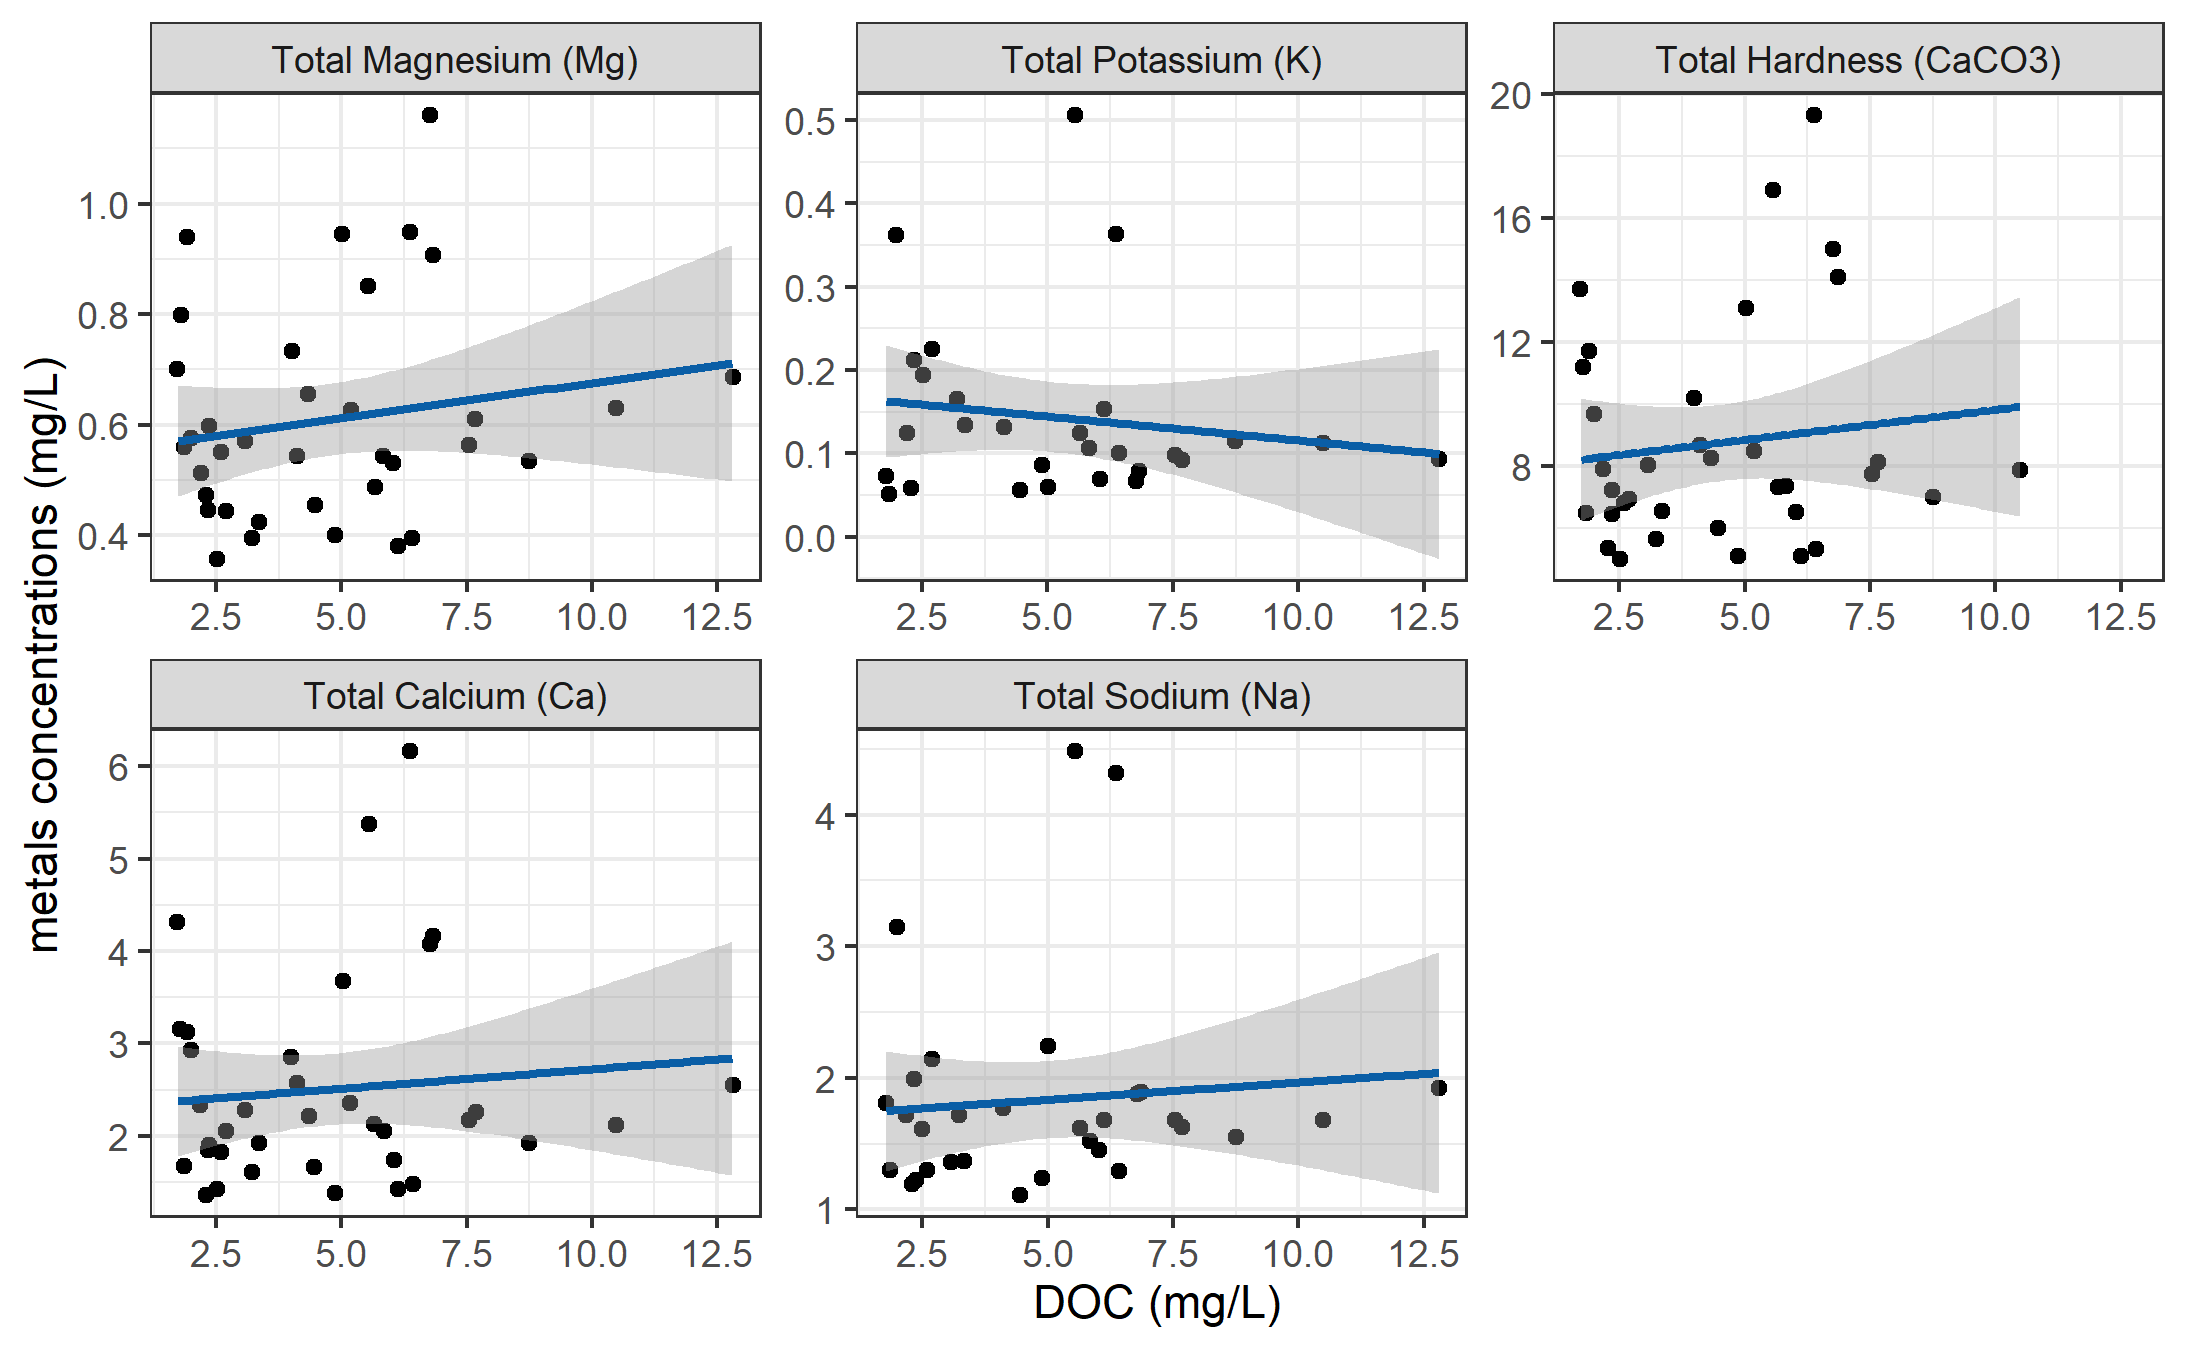 Total Magnesium (Mg)
Total Potassium (K)
Total Hardness (CaCO3)
1.0
0.8
0.6
0.4
0.5
0.4
0.3
0.2
0.1
0.0
20
16
12
8
2.5 5.0 7.5 10.0 12.5
2.5 5.0 7.5 10.0 12.5
2.5 5.0 7.5 10.0 12.5
metals concentrations (mg/L)
Total Calcium (Ca)
Total Sodium (Na)
6
5
4
3
2
4
3
2
1
2.5 5.0 7.5 10.0 12.5
2.5 5.0 7.5 10.0 12.5
DOC (mg/L)